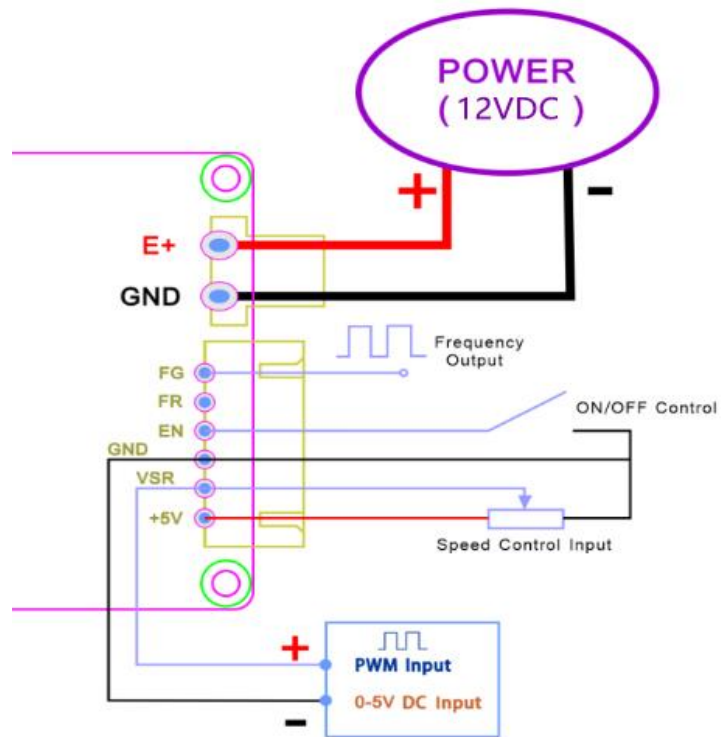 POWER
( 12VDC )
+
-
E+
GND
Frequency
Output
FG
FR
ON/OFF Control
EN
GND
VSR
+5V
Speed Control Input
+
PWM Input
0-5V DC Input
-